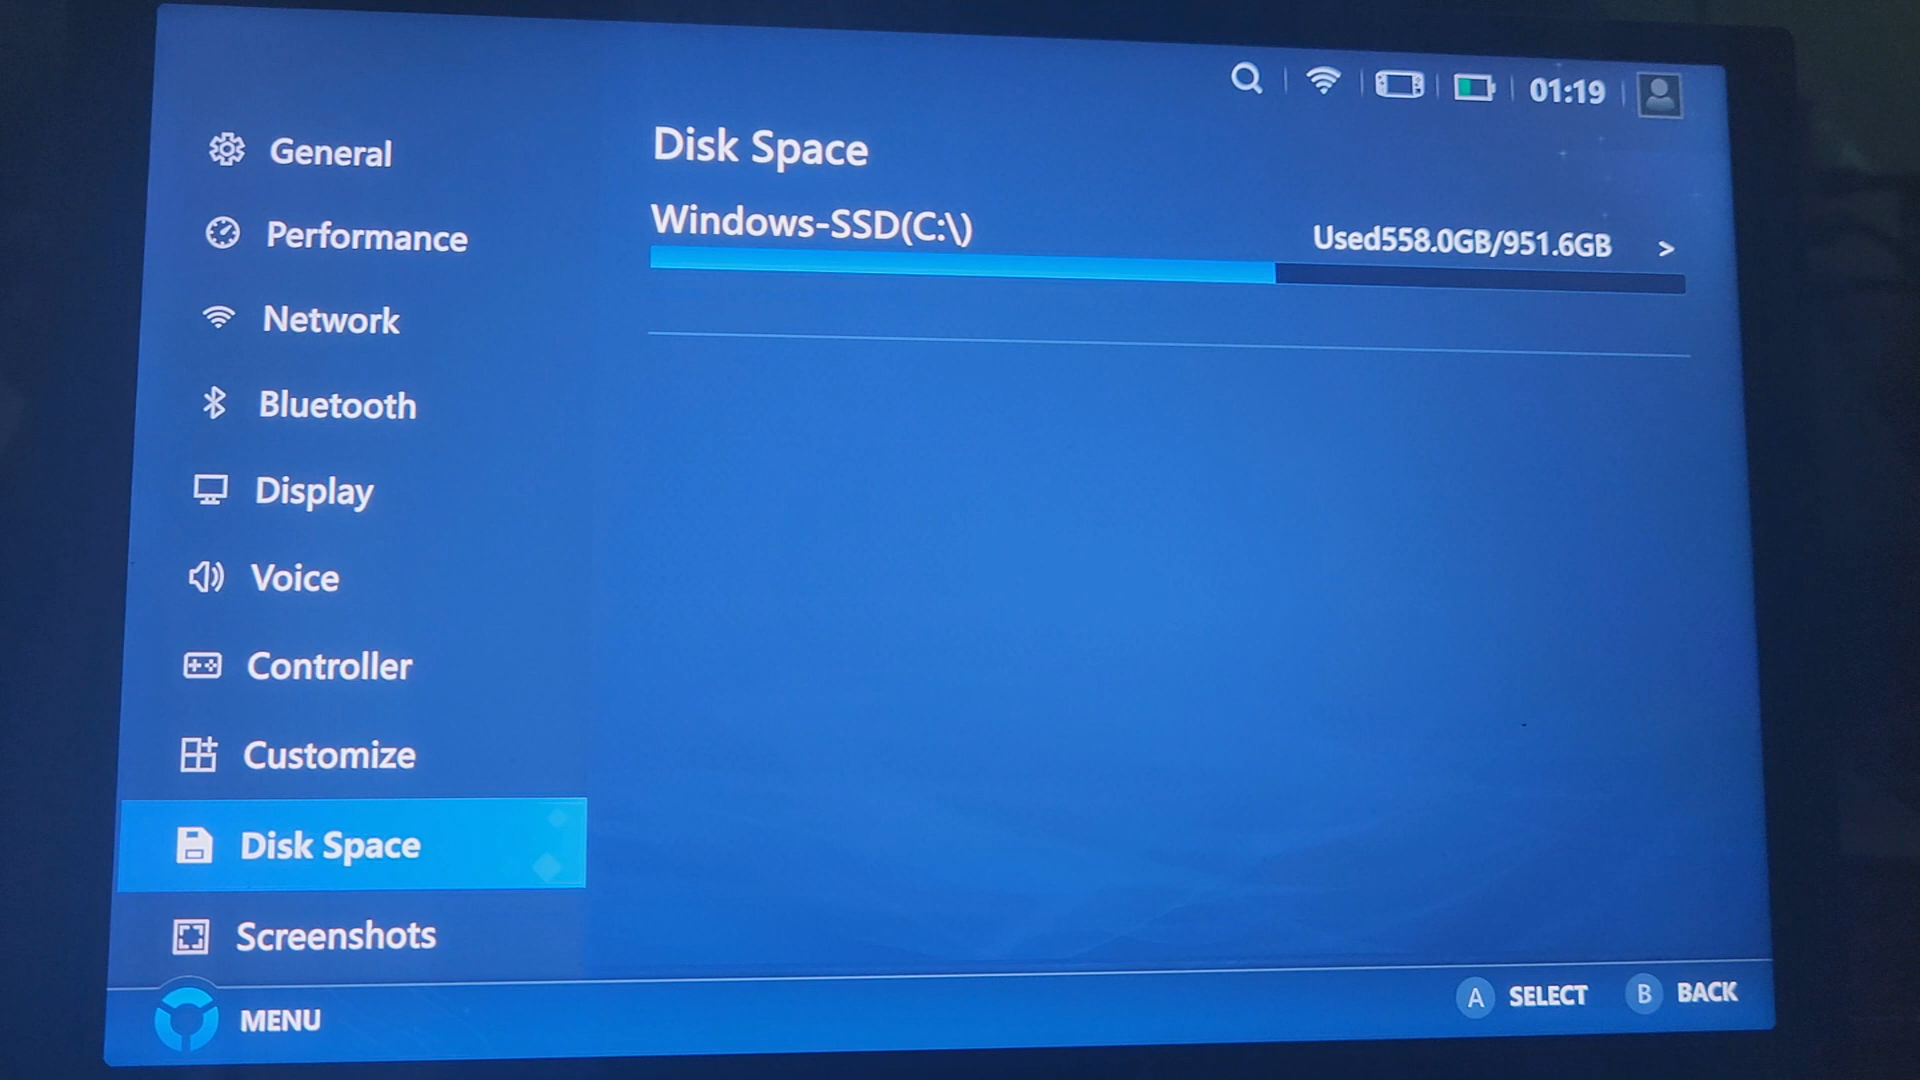 01:19
General
Performance
Network
Bluetooth
Display
Voice
Controller
Customize
Disk Space
Screenshots
Disk Space
Windows-SSD(C:\)
Used558.0GB/951.6GB >
MENU
A SELECT B BACK